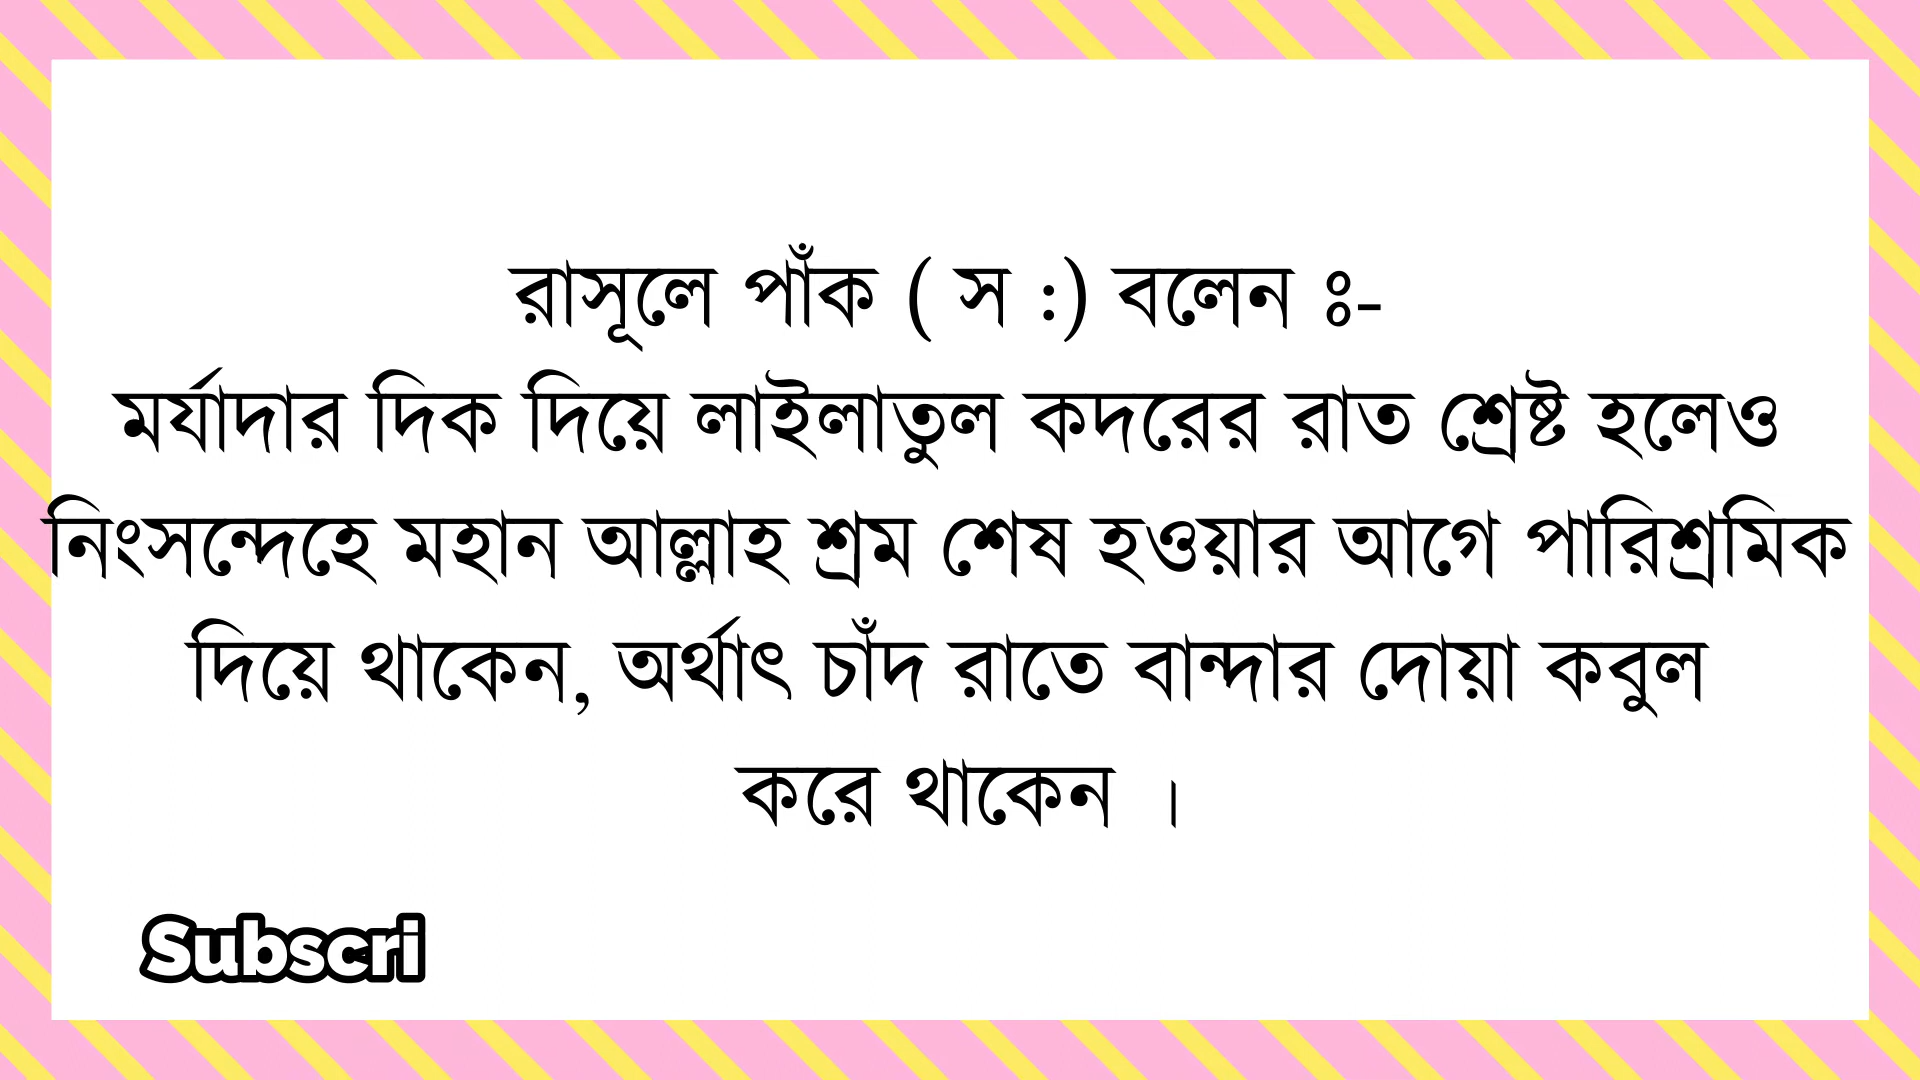 রাসূলে পাঁক ( স :) বলেন ঃ-
মর্যাদার দিক দিয়ে লাইলাতুল কদরের রাত শ্রেষ্ট হলেও
নিংসন্দেহে মহান আল্লাহ শ্রম শেষ হওয়ার আগে পারিশ্রমিক
দিয়ে থাকেন, অর্থাৎ চাঁদ রাতে বান্দার দোয়া কবুল
করে থাকেন ।
Subscri